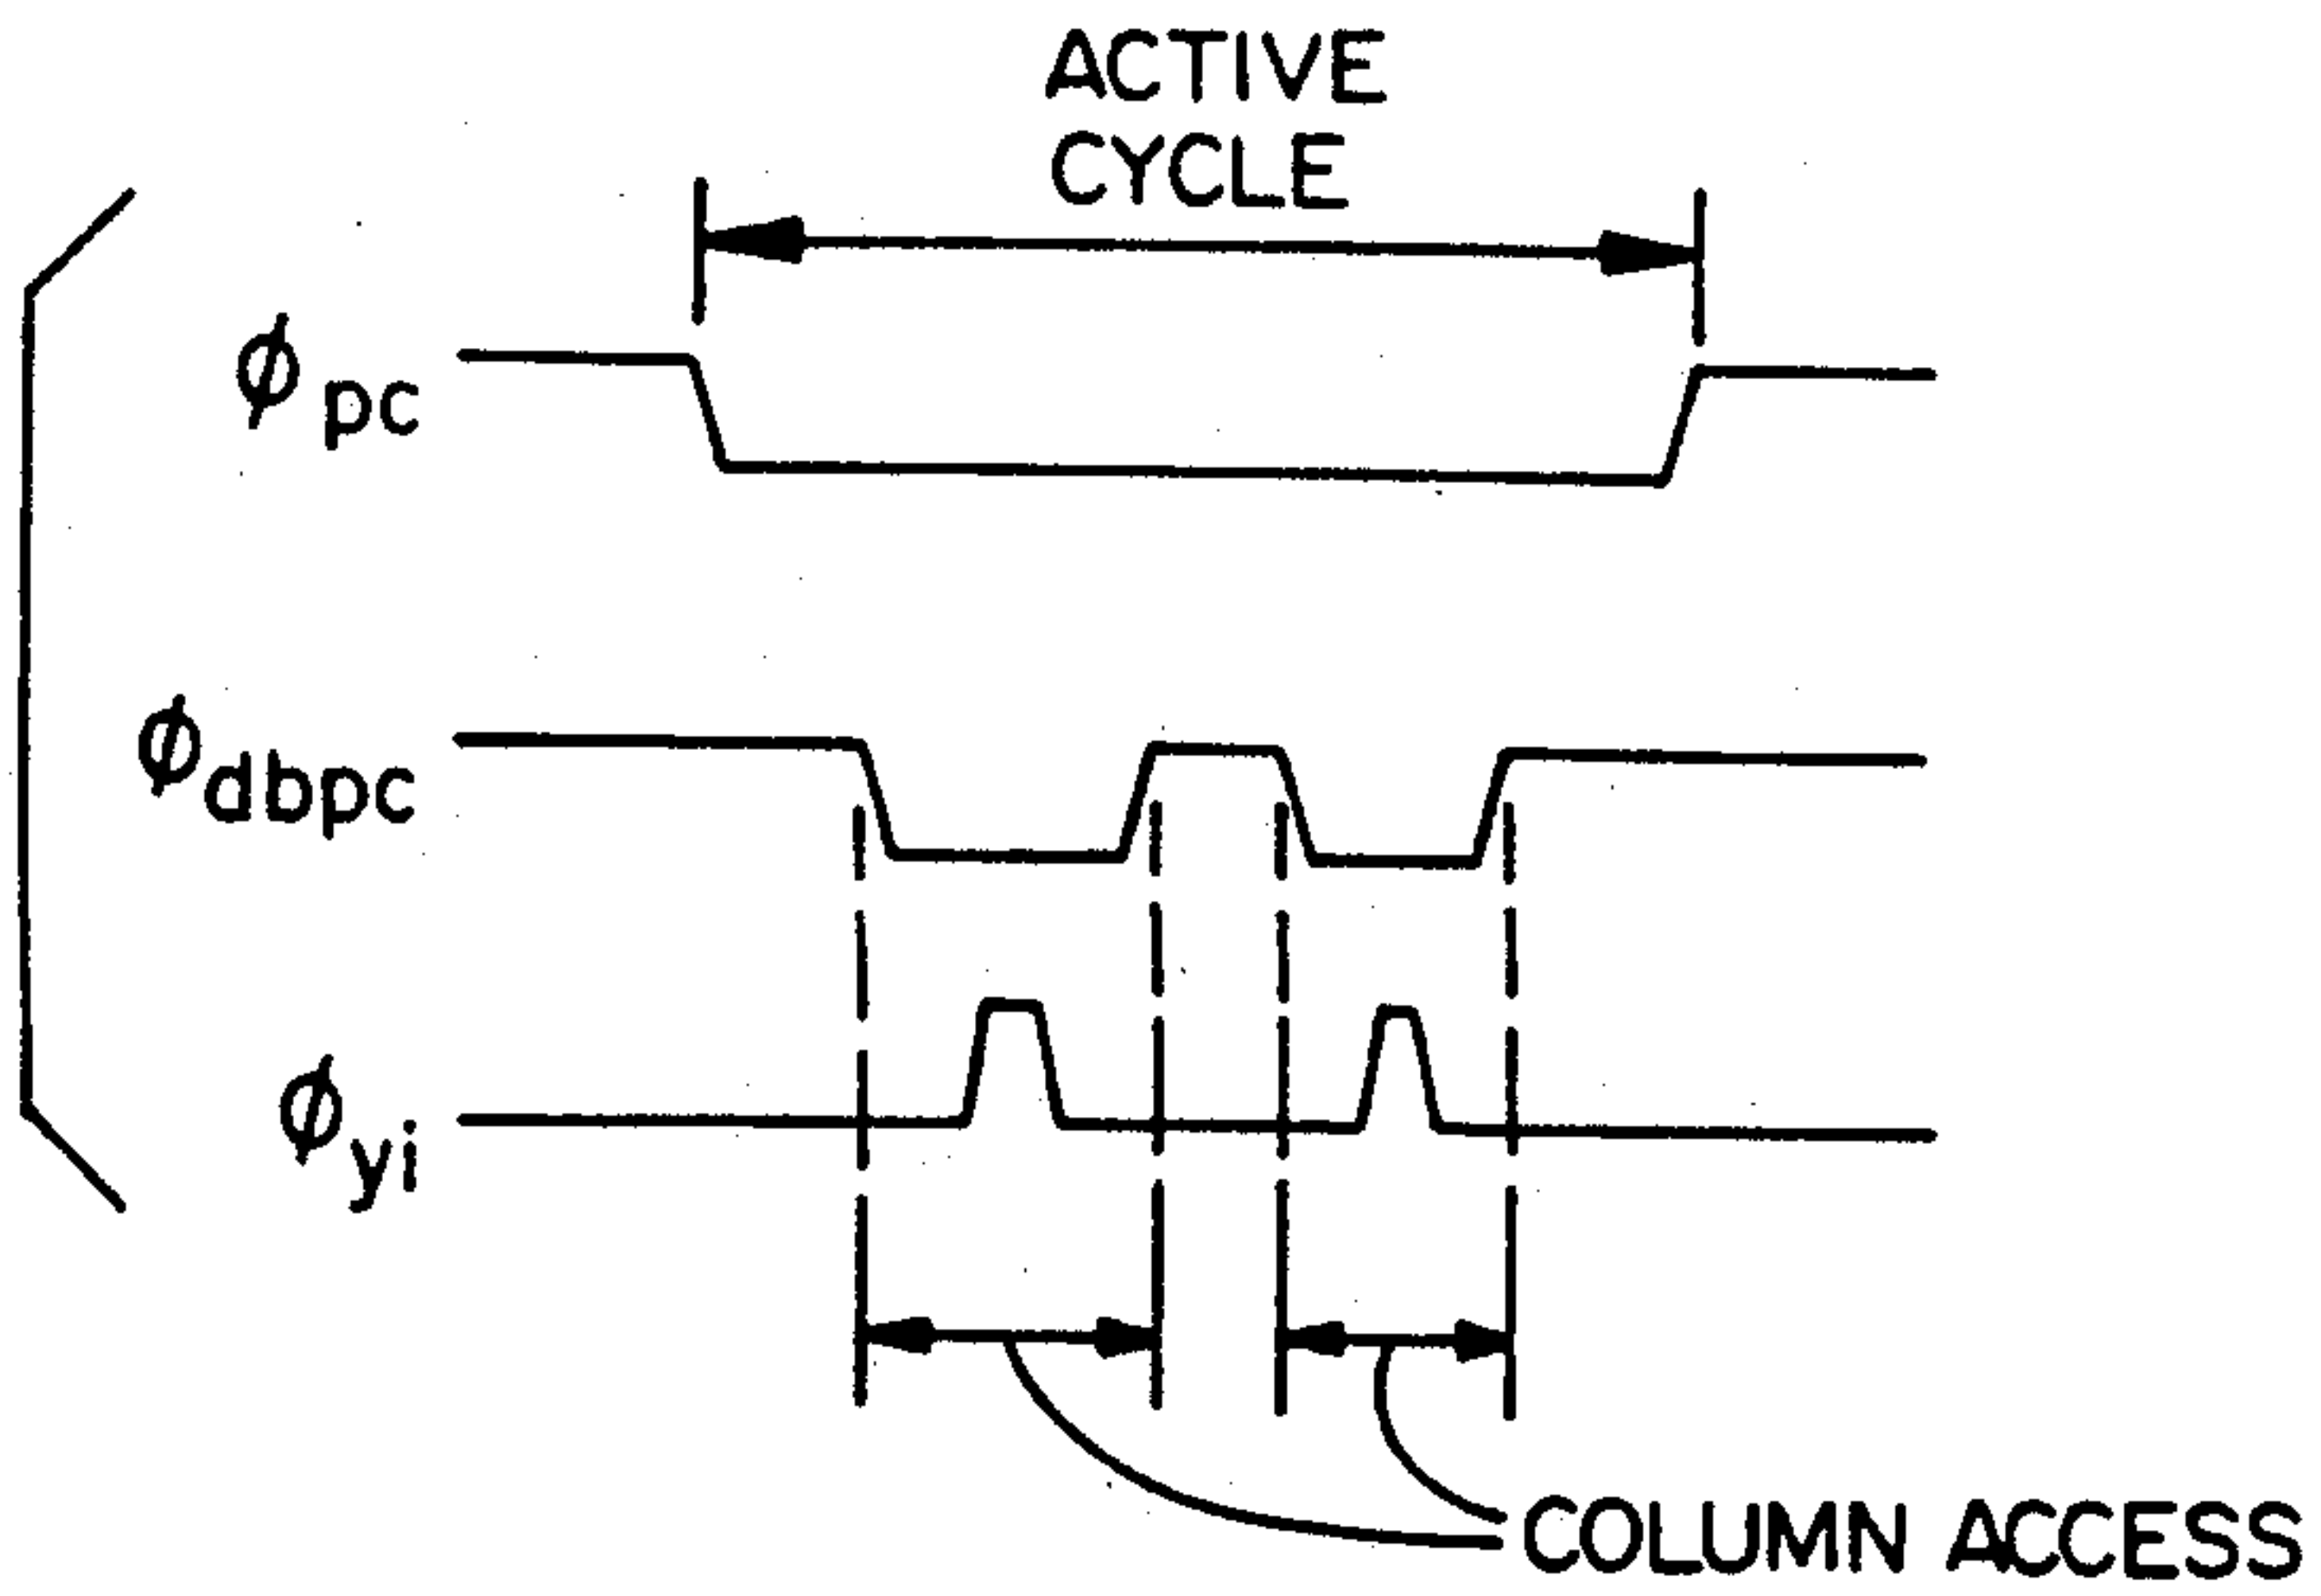 ACTIVE
CYCLE
ϕpc
ϕdbpc
ϕyi
COLUMN ACCESS